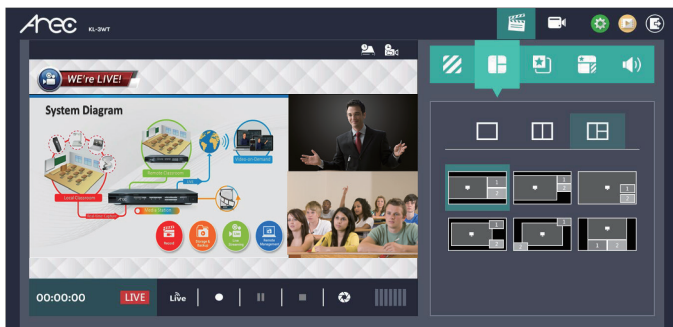 Arec KL-3WT
WE're LIVE!
System Diagram
Remote Classroom
Video on-Demand
Local Classroom
Media Station
Record
Storage & Backup
Live Streaming
Remote Management
00:00:00 LIVE Live
1
2
1
2
1
2
1
2
1
2
1 2